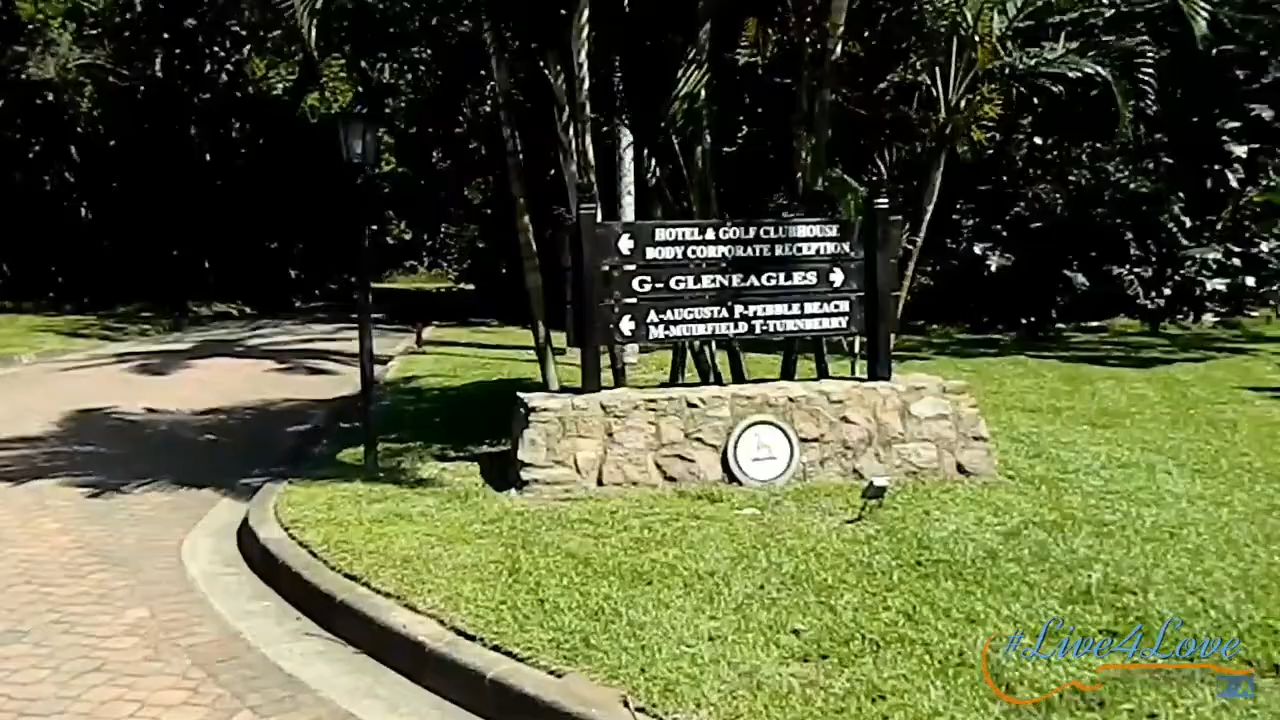 HOTEL & GOLF CLUBHOUSE
BODY CORPORATE RECEPTION
G-GLENEAGLES
A-AUGUSTA P-PEBBLE BEACH
M-MUIRFIELD T-TURNBERRY
#Live4Love